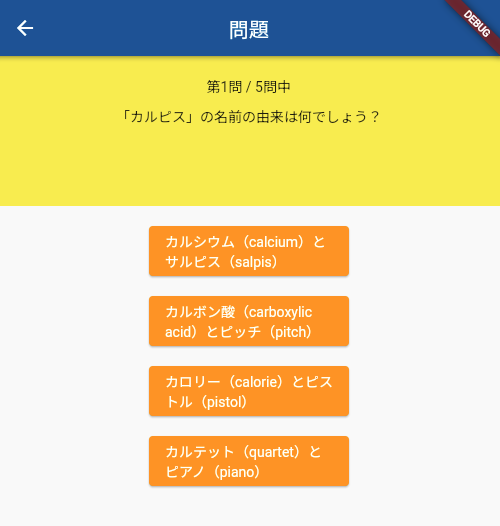 問題
DEBUG
第1問 / 5問中
「カルピス」の名前の由来は何でしょう？
カルシウム（calcium）と
サルピス（salpis）
カルボン酸（carboxylic
acid）とピッチ（pitch）
カロリー（calorie）とピス
トル（pistol）
カルテット（quartet）と
ピアノ（piano）